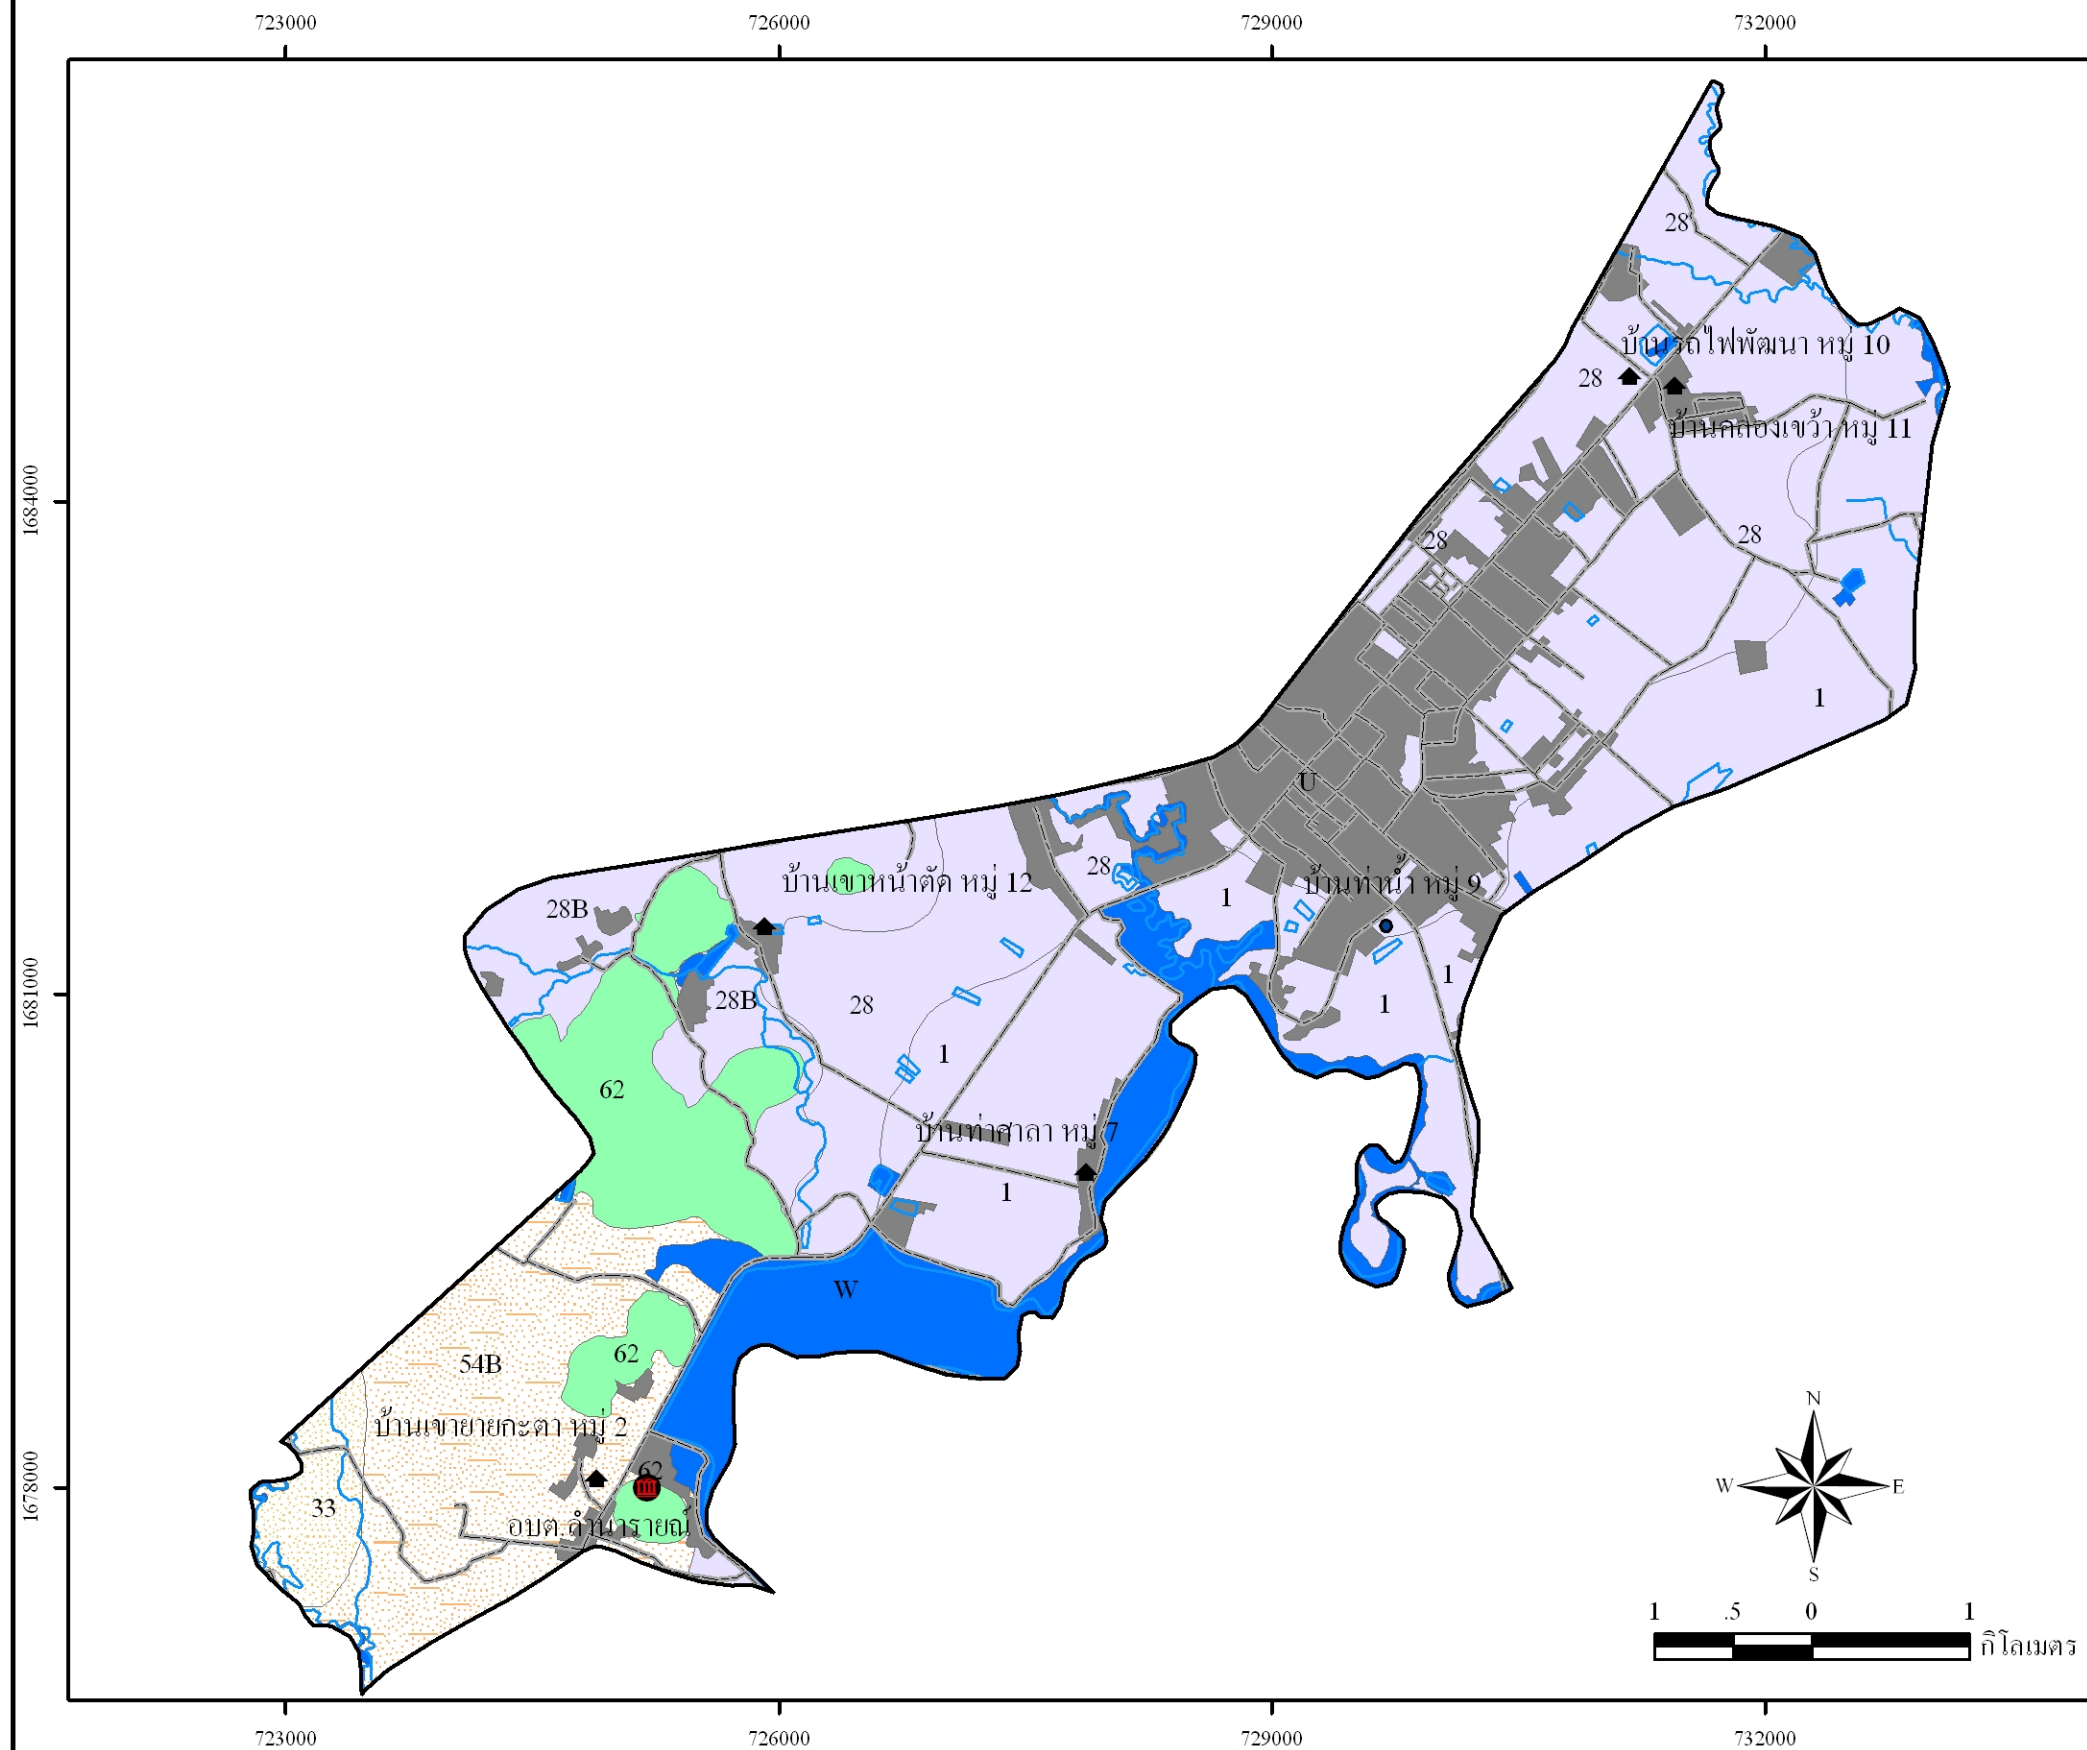 723000 726000 729000 732000
28
บ้านรถไฟพัฒนา หมู่ 10
28
บ้านคลองเขว้า หมู่ 11
1684000
28
28
1
U
28
บ้านเขาหน้าตัด หมู่ 12
บ้านท่าน้ำ หมู่ 9
1
28B
1
28B
28
1
1681000
1
62
บ้านท่าศาลา หมู่ 7
1
W
62
54B
บ้านเขายายกะตา หมู่ 2
62
1678000
33
อบต.ลำนารายณ์
N
W E
S
1 .5 0 1
กิโลเมตร
723000 726000 729000 732000